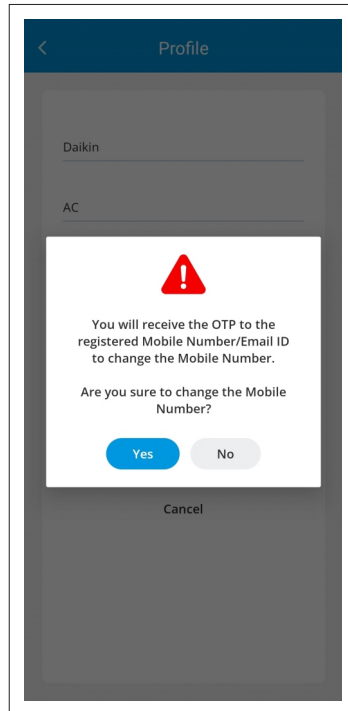 Profile
Daikin
AC
You will receive the OTP to the
registered Mobile Number/Email ID
to change the Mobile Number.
Are you sure to change the Mobile
Number?
Yes
No
Cancel